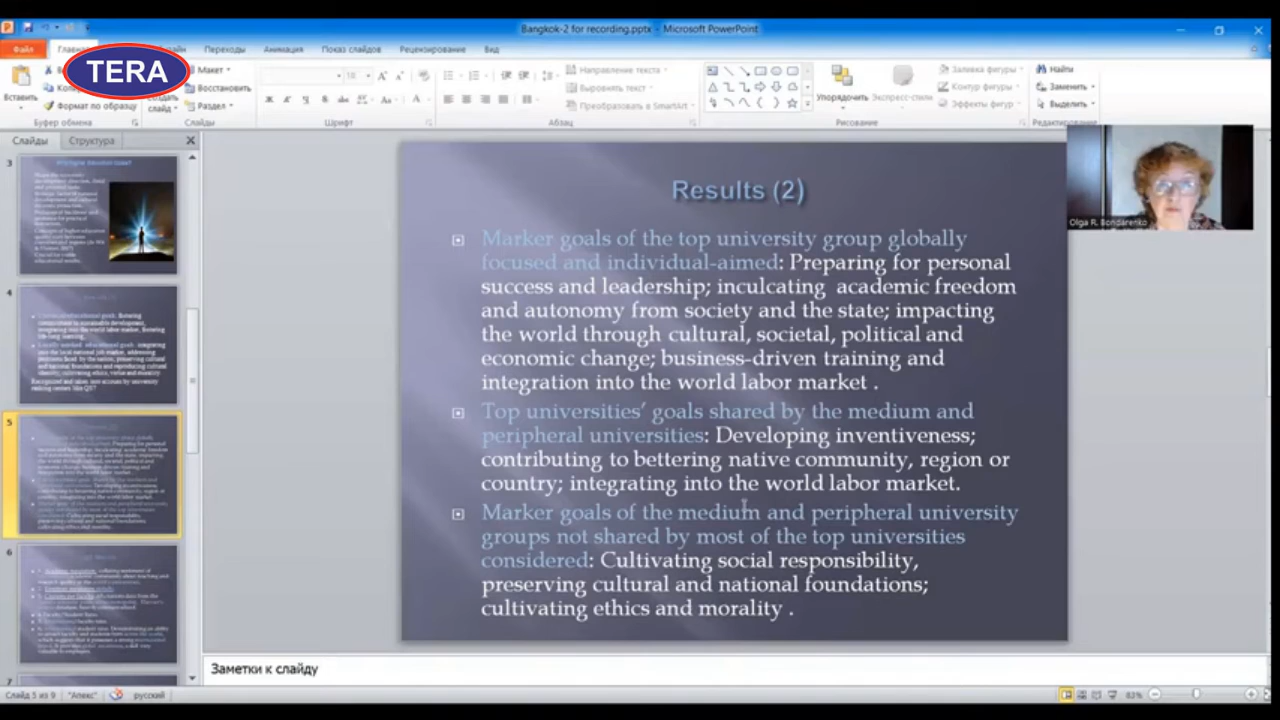 Bangkok-2 for recording.pptx – Microsoft PowerPoint
Файл
Переходы
Анимация
Показ слайдов
Рецензирование
Вид
TERA
Вставить
Формат по образцу
Буфер обмена
Макет
Восстановить
Раздел
слайд
Слайды
Шрифт
Направление текста
Выровнять текст
Преобразовать в SmartArt
Абзац
Упорядочить
Экспресс-стили
Заливка фигуры
Контур фигуры
Эффекты фигур
Рисование
Найти
Заменить
Выделить
Редактирование
Слайды
Структура
3
4
5
6
7
Results (2)
goals of the top university group globally
focused and individual-aimed: Preparing for personal
success and leadership; inculcating academic freedom
and autonomy from society and the state; impacting
the world through cultural, societal, political and
economic change; business-driven training and
integration into the world labor market .
Top universities' goals shared by the medium and
peripheral universities: Developing inventiveness;
contributing to bettering native community, region or
country; integrating into the world labor market.
Marker goals of the medium and peripheral university
groups not shared by most of the top universities
considered: Cultivating social responsibility,
preserving cultural and national foundations;
cultivating ethics and morality
Olga R. Bondarenko
Заметки к слайду
Слайд 5 из 9
"Апекс"
русский
83%